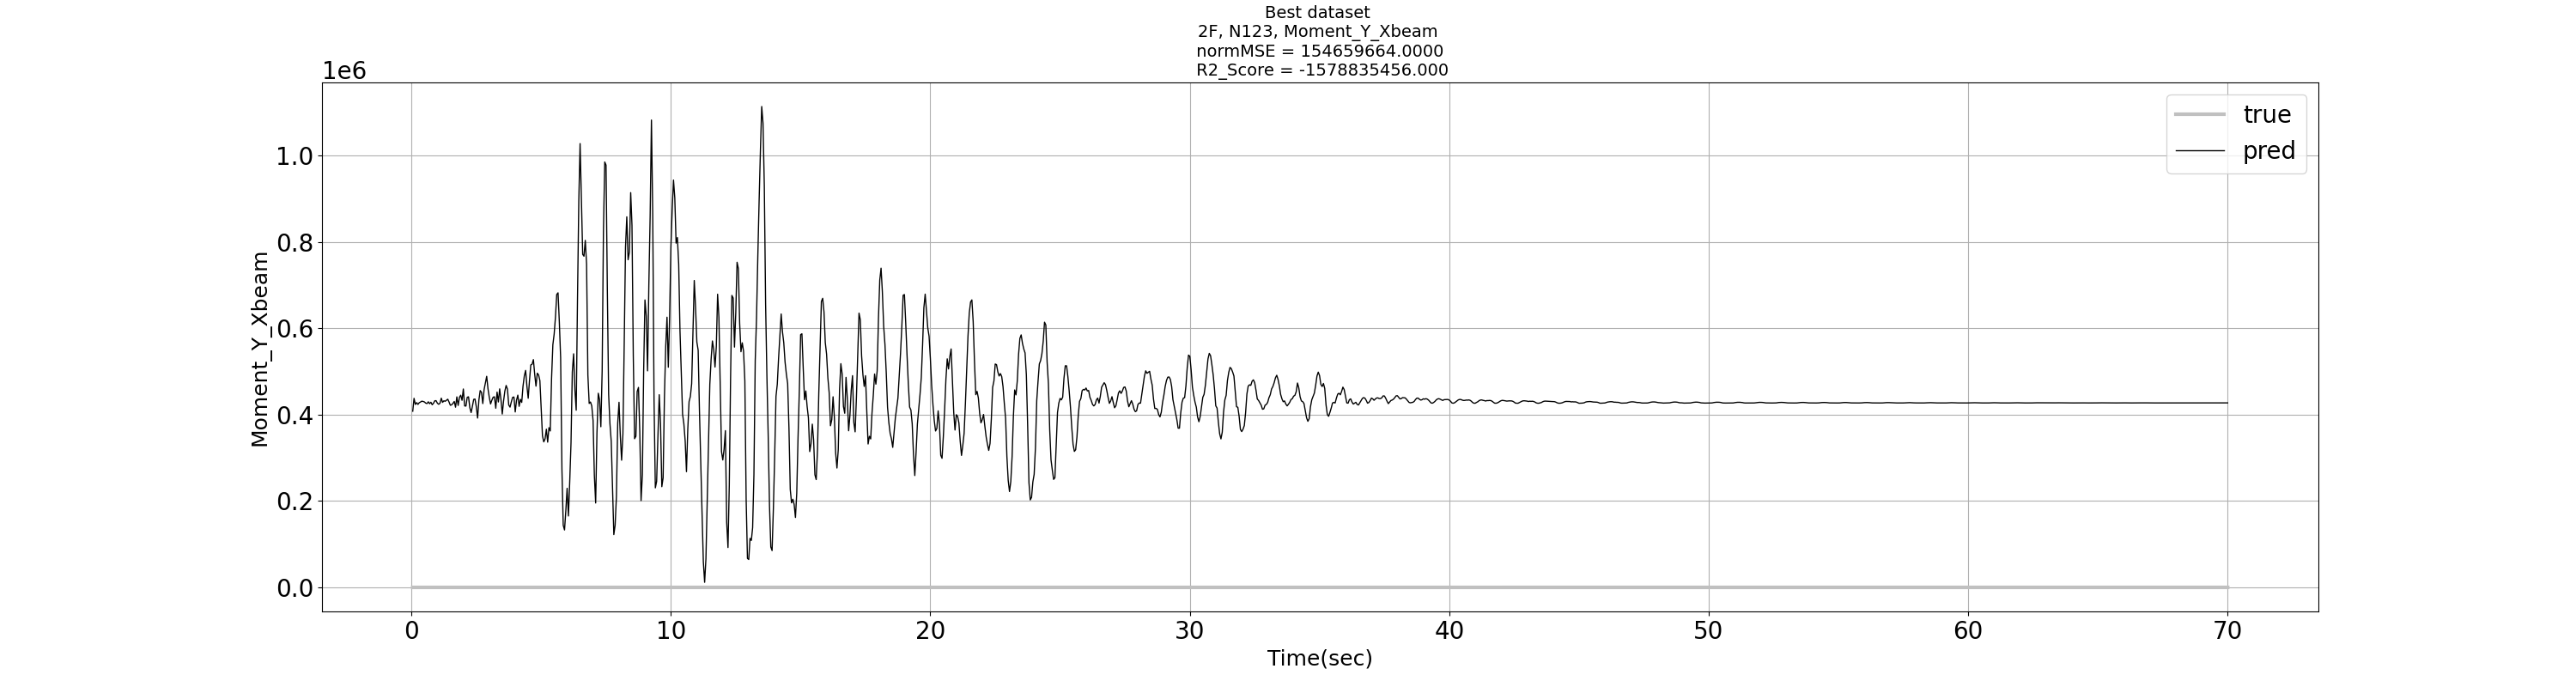 Best dataset
2F, N123, Moment_Y_Xbeam
normMSE = 154659664.0000
R2_Score = -1578835456.000
1e6
true
pred
1.0
0.8
0.6
0.4
0.2
0.0
Moment_Y_Xbeam
0 10 20 30 40 50 60 70
Time(sec)